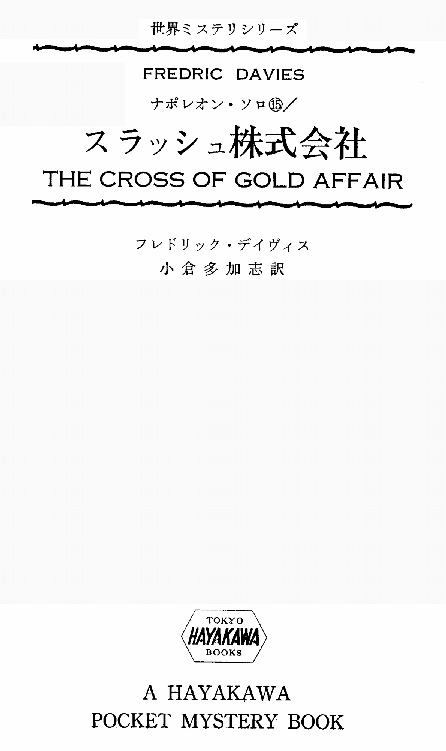 世界ミステリシリーズ
FREDRIC DAVIES
ナポレオン・ソロ⑮/
スラッシュ株式会社
THE CROSS OF GOLD AFFAIR
フレドリック・デイヴィス
小倉多加志訳
TOKYO
HAYAKAWA
BOOKS
A HAYAKAWA
POCKET MYSTERY BOOK